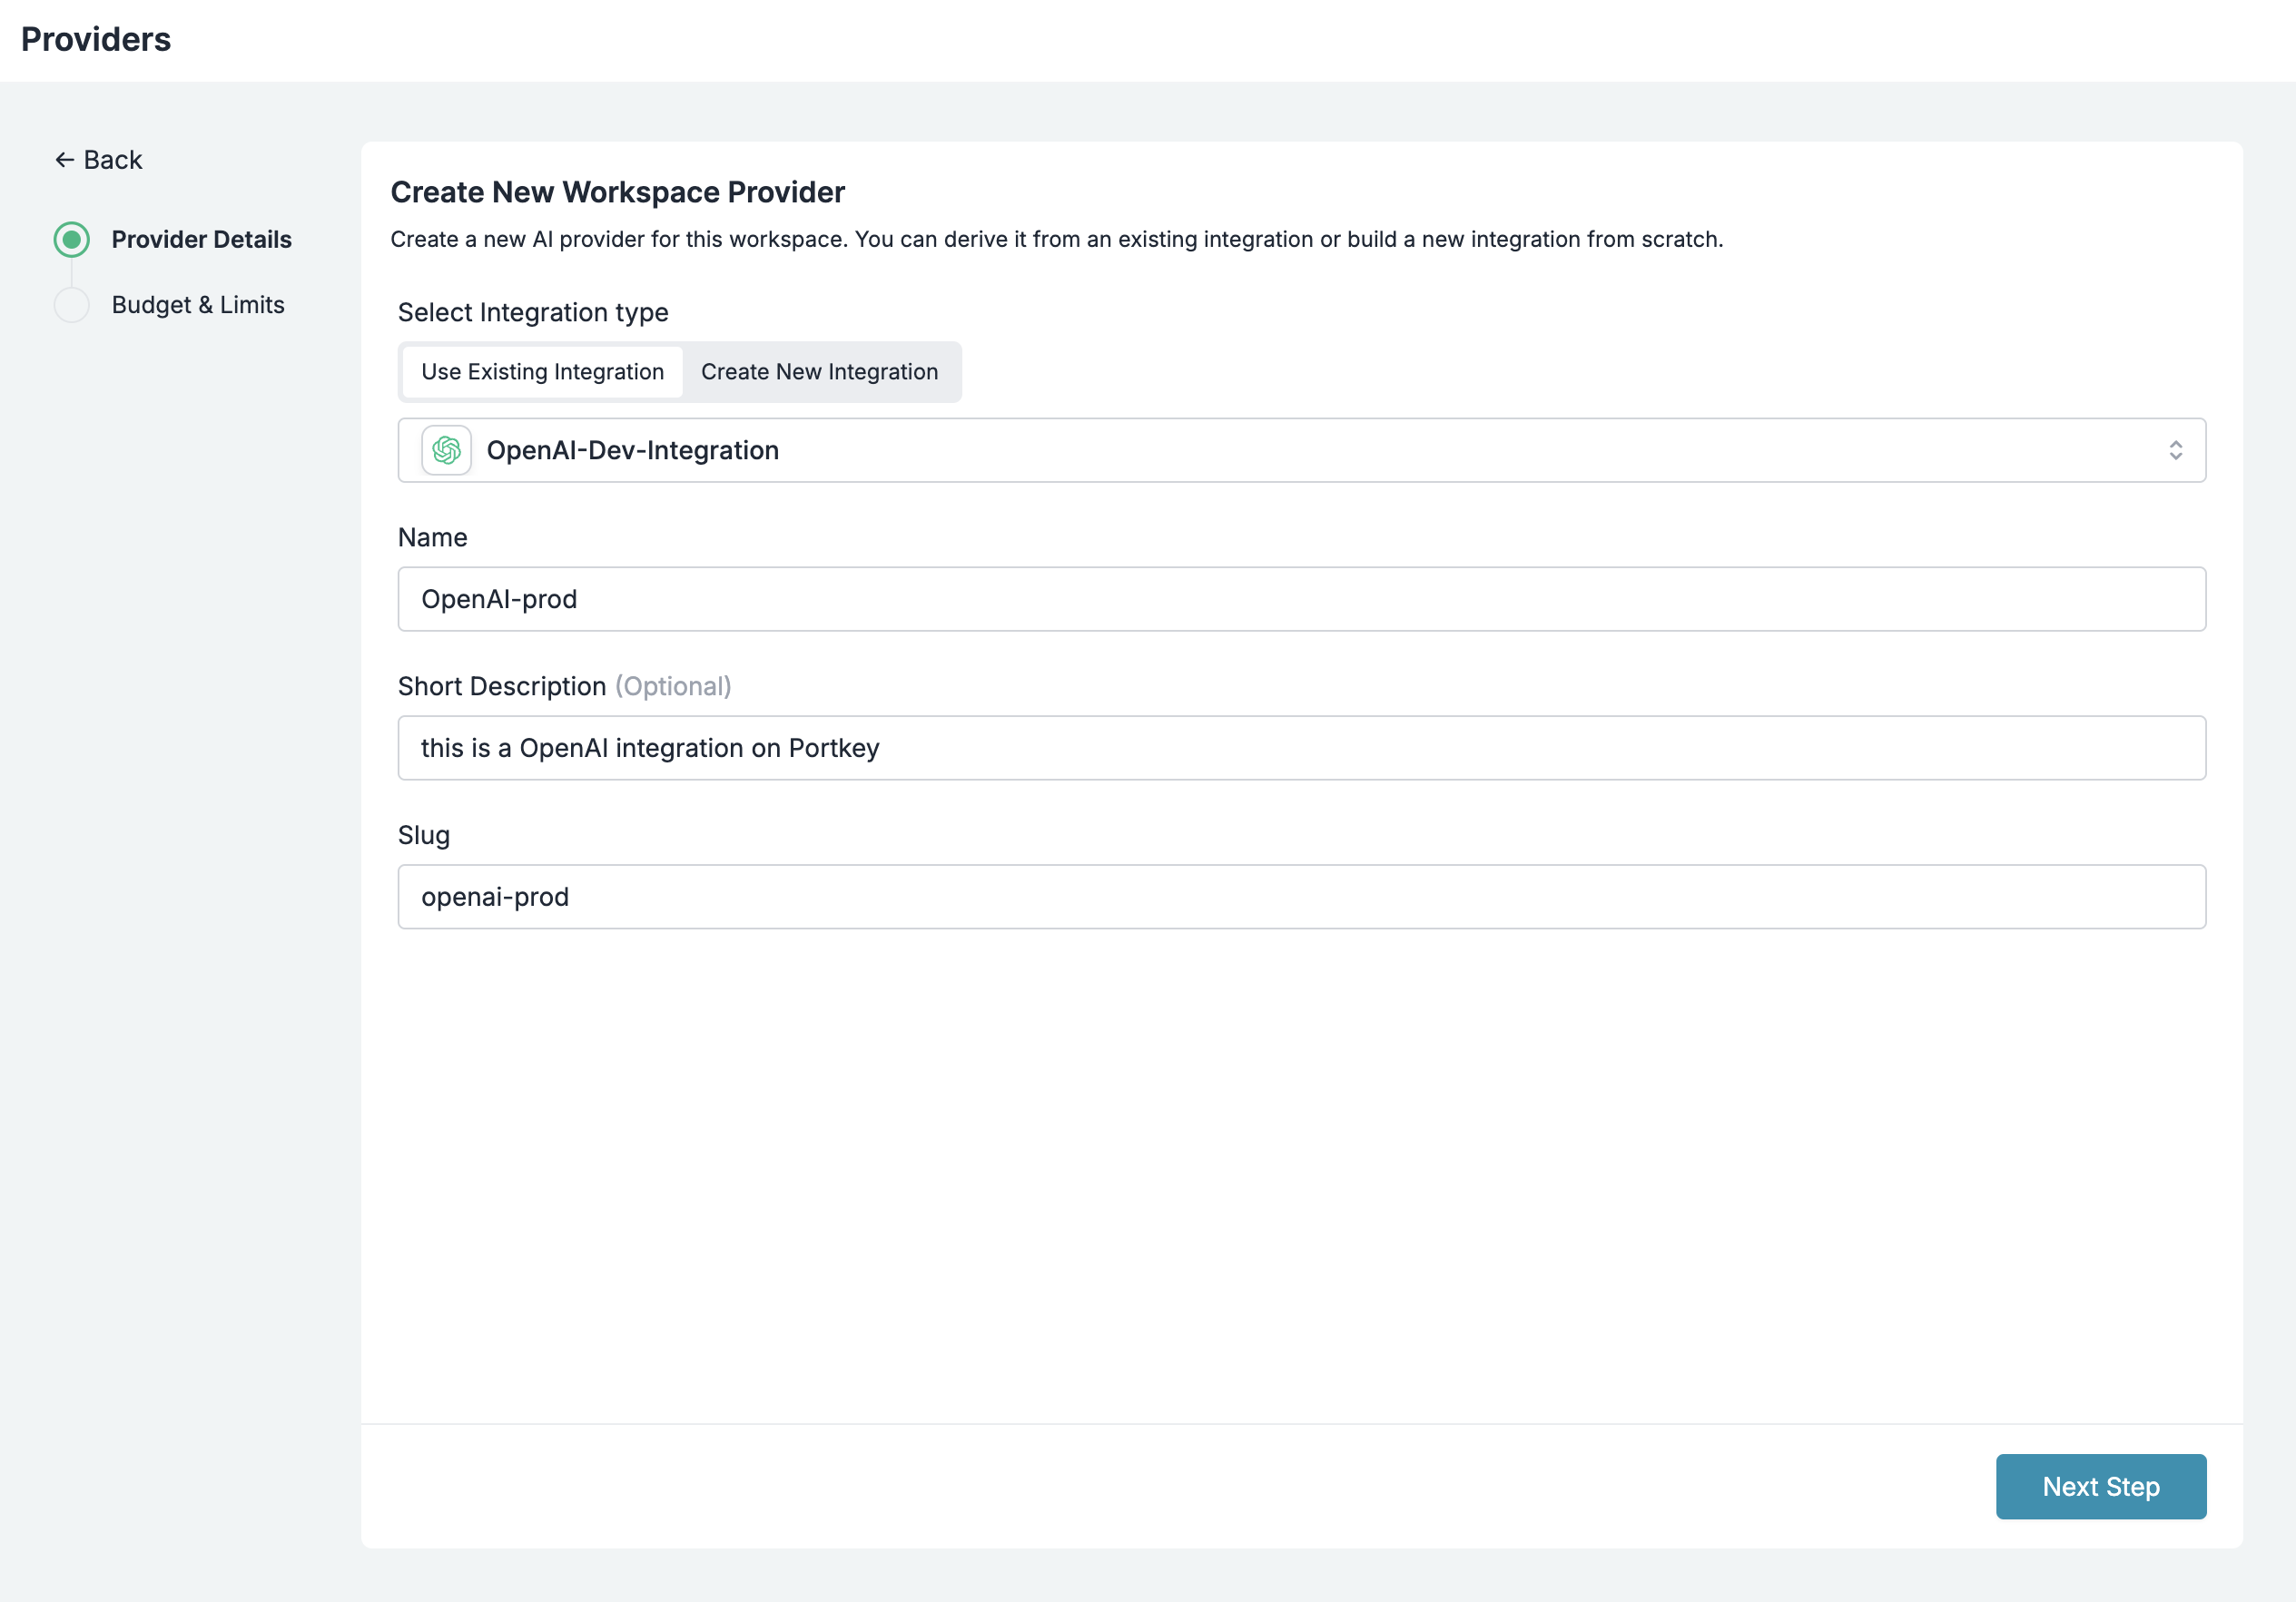 Providers
Back
Provider Details
Budget & Limits
Create New Workspace Provider
Create a new AI provider for this workspace. You can derive it from an existing integration or build a new integration from scratch.
Select Integration type
Use Existing Integration Create New Integration
OpenAI-Dev-Integration
Name
OpenAI-prod
Short Description (Optional)
this is a OpenAI integration on Portkey
Slug
openai-prod
Next Step